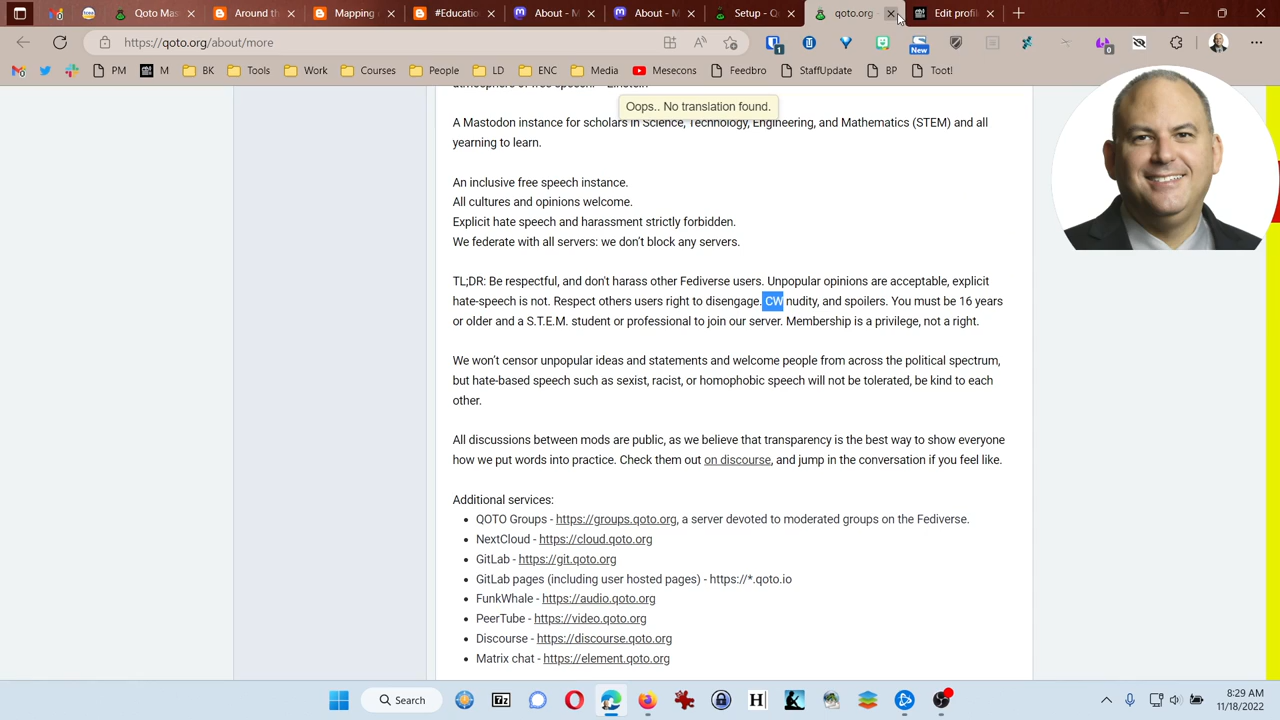 Qoto Mas
Around the
Mapping
#Educatio
About - M
About - M
Setup - Q
qoto.org
Edit profi
https://qoto.org/about/more
1
New
0
PM
M
BK
Tools
Work
Courses
People
LD
ENC
Media
Mesecons
Feedbro
StaffUpdate
BP
Toot!
Oops.. No translation found.
A Mastodon instance for scholars in Science, Technology, Engineering, and Mathematics (STEM) and all
yearning to learn.
An inclusive free speech instance.
All cultures and opinions welcome.
Explicit hate speech and harassment strictly forbidden.
We federate with all servers: we don't block any servers.
TL;DR: Be respectful, and don't harass other Fediverse users. Unpopular opinions are acceptable, explicit
hate-speech is not. Respect others users right to disengage. CW nudity, and spoilers. You must be 16 years
or older and a S.T.E.M. student or professional to join our server. Membership is a privilege, not a right.
We won't censor unpopular ideas and statements and welcome people from across the political spectrum,
but hate-based speech such as sexist, racist, or homophobic speech will not be tolerated, be kind to each
other.
All discussions between mods are public, as we believe that transparency is the best way to show everyone
how we put words into practice. Check them out on discourse, and jump in the conversation if you feel like.
Additional services:
QOTO Groups - https://groups.qoto.org, a server devoted to moderated groups on the Fediverse.
NextCloud - https://cloud.qoto.org
GitLab - https://git.qoto.org
GitLab pages (including user hosted pages) - https://*.qoto.io
FunkWhale - https://audio.qoto.org
PeerTube - https://video.qoto.org
Discourse - https://discourse.qoto.org
Matrix chat - https://element.qoto.org
Search
8:29 AM
11/18/2022